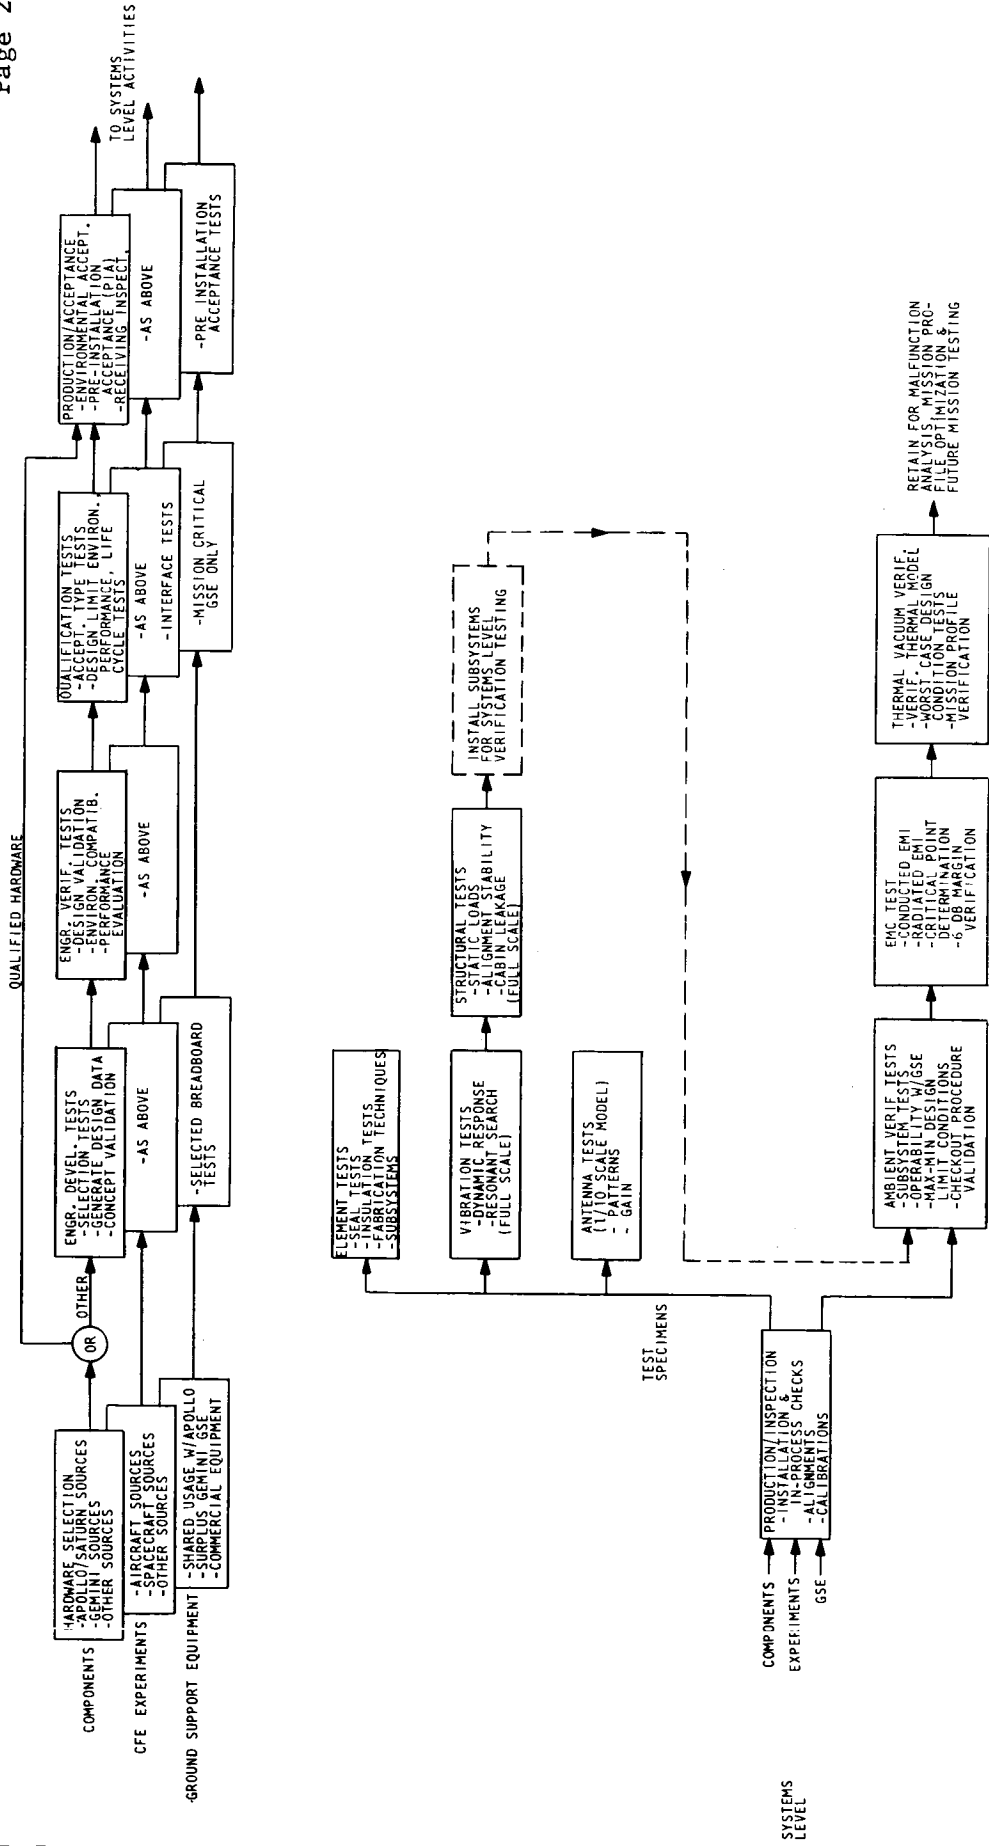 Page 2
QUALIFIED HARDWARE
COMPONENTS
HARDWARE SELECTION
-APOLLO/SATURN SOURCES
-GEMINI SOURCES
-OTHER SOURCES
OR
OTHER
ENGR. DEVEL. TESTS
-SELECTION TESTS
-GENERATE DESIGN DATA
-CONCEPT VALIDATION
ENGR. VERIF. TESTS
-DESIGN VALIDATION
-ENVIRON. COMPATIB.
-PERFORMANCE
EVALUATION
QUALIFICATION TESTS
-ACCEPT. TYPE TESTS
-DESIGN LIMIT ENVIRON.,
PERFORMANCE, LIFE
CYCLE TESTS
PRODUCTION/ACCEPTANCE
-ENVIRONMENTAL ACCEPT.
-PRE-INSTALLATION
ACCEPTANCE (PIA)
-RECEIVING INSPECT.
TO SYSTEMS
LEVEL ACTIVITIES
CFE EXPERIMENTS
-AIRCRAFT SOURCES
-SPACECRAFT SOURCES
-OTHER SOURCES
-AS ABOVE
-AS ABOVE
-AS ABOVE
-INTERFACE TESTS
-AS ABOVE
GROUND SUPPORT EQUIPMENT
-SHARED USAGE W/APOLLO
-SURPLUS GEMINI GSE
-COMMERCIAL EQUIPMENT
-SELECTED BREADBOARD
TESTS
-MISSION CRITICAL
GSE ONLY
-PRE INSTALLATION
ACCEPTANCE TESTS
ELEMENT TESTS
-SEAL TESTS
-INSULATION TESTS
-FABRICATION TECHNIQUES
-SUBSYSTEMS
VIBRATION TESTS
-DYNAMIC RESPONSE
-RESONANT SEARCH
(FULL SCALE)
STRUCTURAL TESTS
-STATIC LOADS
-ALIGNMENT STABILITY
-CABIN LEAKAGE
(FULL SCALE)
INSTALL SUBSYSTEMS
FOR SYSTEMS LEVEL
VERIFICATION TESTING
ANTENNA TESTS
(1/10 SCALE MODEL)
- PATTERNS
- GAIN
TEST
SPECIMENS
SYSTEMS
LEVEL
COMPONENTS
EXPERIMENTS
GSE
PRODUCTION/INSPECTION
-INSTALLATION &
IN-PROCESS CHECKS
-ALIGNMENTS
-CALIBRATIONS
AMBIENT VERIF TESTS
-SUBSYSTEM TESTS
-OPERABILITY W/GSE
-MAX-MIN DESIGN
LIMIT CONDITIONS
-CHECKOUT PROCEDURE
VALIDATION
EMC TEST
-CONDUCTED EMI
-RADIATED EMI
-CRITICAL POINT
DETERMINATION
-6 DB MARGIN
VERIFICATION
THERMAL VACUUM VERIF.
-VERIF. THERMAL MODEL
-WORST CASE DESIGN
CONDITION TESTS
-MISSION PROFILE
VERIFICATION
RETAIN FOR MALFUNCTION
ANALYSIS, MISSION PRO-
FILE OPTIMIZATION &
FUTURE MISSION TESTING